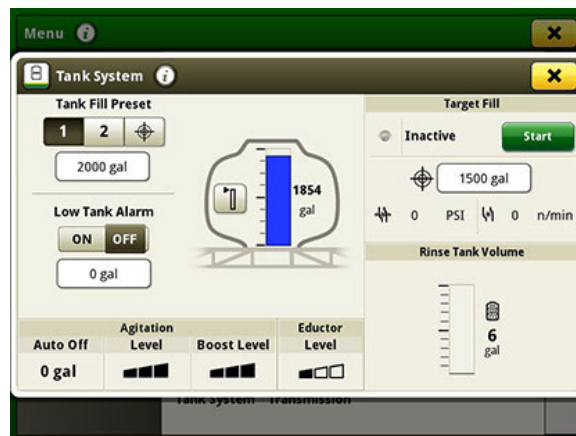 Menu
Tank System
Tank Fill Preset
1 2
2000 gal
Low Tank Alarm
ON OFF
0 gal
1854
gal
Target Fill
Inactive Start
1500 gal
0 PSI 0 n/min
Rinse Tank Volume
6
gal
Agitation Eductor
Auto Off Level Boost Level Level
0 gal
Tank System Transmission